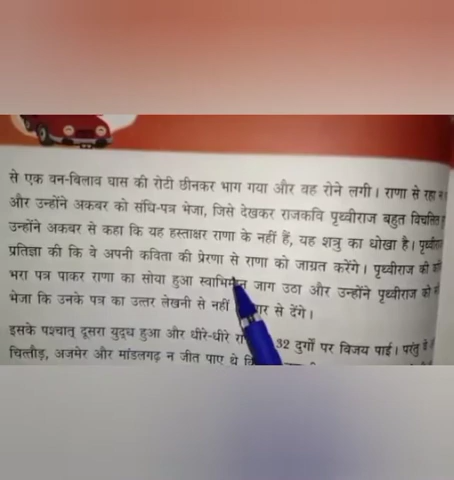 से एक वन-बिलाव घास की रोटी छीनकर भाग गया और वह रोने लगी। राणा से रहा न
और उन्होंने अकबर को संधि-पत्र भेजा, जिसे देखकर राजकवि पृथ्वीराज बहुत विचलित
उन्होंने अकबर से कहा कि यह हस्ताक्षर राणा के नहीं हैं, यह शत्रु का धोखा है।
प्रतिज्ञा की कि वे अपनी कविता की प्रेरणा से राणा को जाग्रत करेंगे। पृथ्वीराज की
भरा पत्र पाकर राणा का सोया हुआ जाग उठा और उन्होंने पृथ्वीराज को
भेजा कि उनके पत्र का उत्तर लेखनी से नहीं से देंगे।
इसके पश्चात् दूसरा युद्ध हुआ और धीरे-धीरे 32 दुर्गों पर विजय पाई। परंतु वे
चित्तौड़, अजमेर और मांडलगढ़ न जीत पाए थे